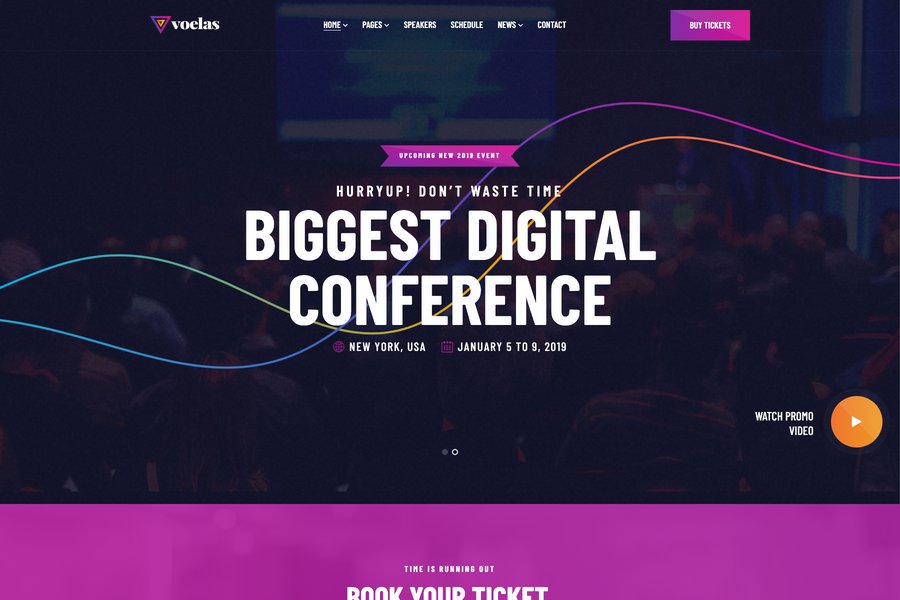 voelas
HOME PAGES SPEAKERS SCHEDULE NEWS CONTACT
BUY TICKETS
UPCOMING NEW 2019 EVENT
HURRYUP! DON'T WASTE TIME
BIGGEST DIGITAL
CONFERENCE
NEW YORK, USA JANUARY 5 TO 9, 2019
WATCH PROMO
VIDEO
TIME IS RUNNING OUT
BOOK YOUR TICKET